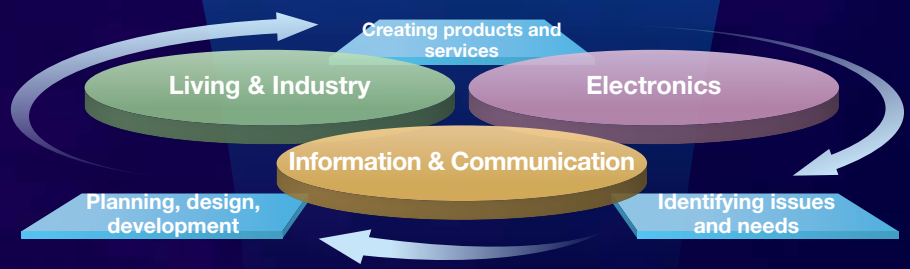 Creating products and
services
Living & Industry
Electronics
Information & Communication
Planning, design,
development
Identifying issues
and needs